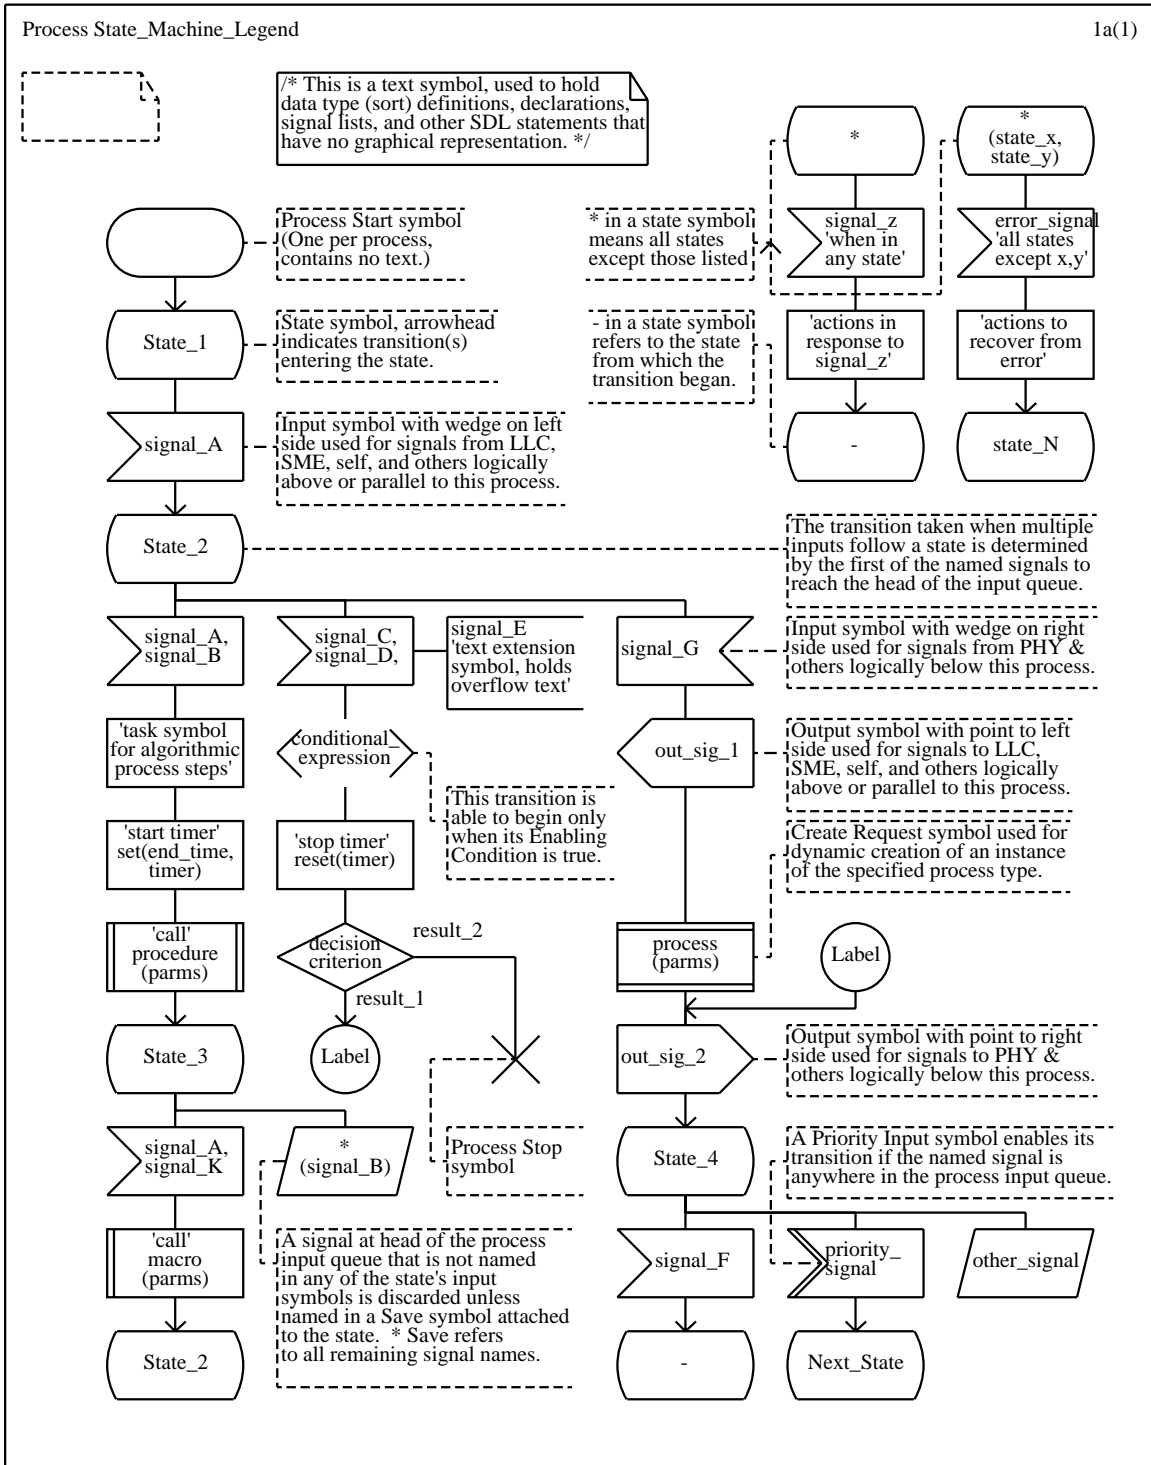 Process State_Machine_Legend
1a(1)
/* This is a text symbol, used to hold
data type (sort) definitions, declarations,
signal lists, and other SDL statements that
have no graphical representation. */
*
*
(state_x,
state_y)
Process Start symbol
(One per process,
contains no text.)
* in a state symbol
means all states
except those listed
signal_z
'when in
any state'
error_signal
'all states
except x,y'
State_1
State symbol, arrowhead
indicates transition(s)
entering the state.
- in a state symbol
refers to the state
from which the
transition began.
'actions in
response to
signal_z'
'actions to
recover from
error'
signal_A
Input symbol with wedge on left
side used for signals from LLC,
SME, self, and others logically
above or parallel to this process.
-
state_N
State_2
The transition taken when multiple
inputs follow a state is determined
by the first of the named signals to
reach the head of the input queue.
signal_A,
signal_B
signal_C,
signal_D,
signal_E
'text extension
symbol, holds
overflow text'
signal_G
Input symbol with wedge on right
side used for signals from PHY &
others logically below this process.
'task symbol
for algorithmic
process steps'
conditional_
expression
out_sig_1
Output symbol with point to left
side used for signals to LLC,
SME, self, and others logically
above or parallel to this process.
This transition is
able to begin only
when its Enabling
Condition is true.
'start timer'
set(end_time,
timer)
'stop timer'
reset(timer)
Create Request symbol used for
dynamic creation of an instance
of the specified process type.
'call'
procedure
(parms)
decision
criterion
result_2
result_1
process
(parms)
Label
State_3
Label
out_sig_2
Output symbol with point to right
side used for signals to PHY &
others logically below this process.
signal_A,
signal_K
*
(signal_B)
Process Stop
symbol
State_4
A Priority Input symbol enables its
transition if the named signal is
anywhere in the process input queue.
'call'
macro
(parms)
A signal at head of the process
input queue that is not named
in any of the state's input
symbols is discarded unless
named in a Save symbol attached
to the state.  * Save refers
to all remaining signal names.
signal_F
priority_
signal
other_signal
State_2
-
Next_State